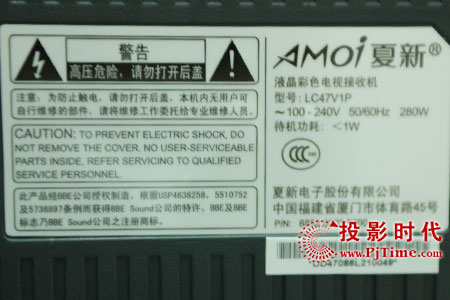 警告
高压危险，请勿打开后盖
注意：为防止触电，请勿打开后盖。本机内无用户可
自行维修的部件，请将维修工作委托给专业维修人员。
CAUTION: TO PREVENT ELECTRIC SHOCK, DO
NOT REMOVE THE COVER. NO USER-SERVICEABLE
PARTS INSIDE. REFER SERVICING TO QUALIFIED
SERVICE PERSONNEL.
此产品经BBE公司授权制造，根据USP4638258，5510752
及5736897条例而获得BBE Sound公司的特许。BBE及BBE
标志乃BBE Sound公司之注册商标。
AMOI 夏新®
液晶彩色电视接收机
型号：LC47V1P
～100-240V 50/60Hz 280W
待机功耗：<1W
CCC
夏新电子股份有限公司
中国福建省厦门市体育路45号
P/N:
投影时代
www.PjTime.com